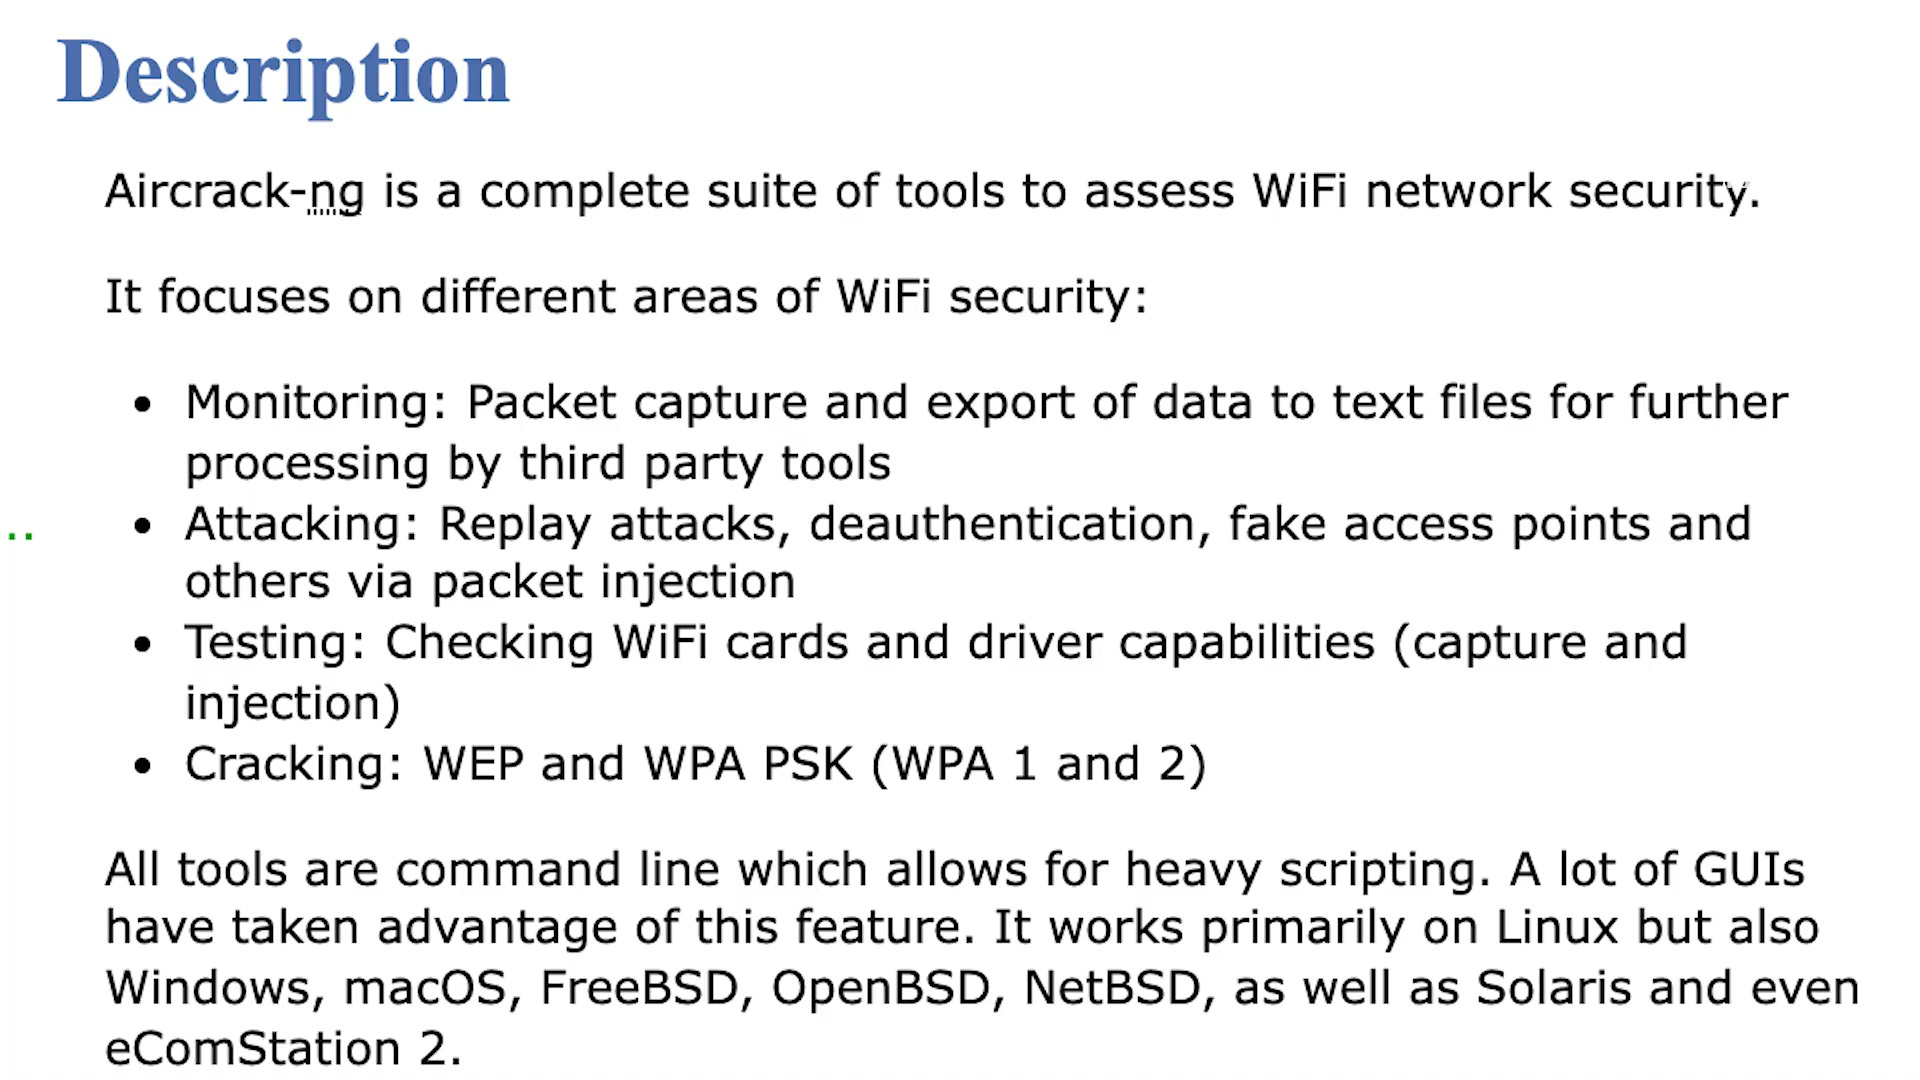 Description
Aircrack-ng is a complete suite of tools to assess WiFi network security.
It focuses on different areas of WiFi security:
• Monitoring: Packet capture and export of data to text files for further
processing by third party tools
• Attacking: Replay attacks, deauthentication, fake access points and
others via packet injection
• Testing: Checking WiFi cards and driver capabilities (capture and
injection)
• Cracking: WEP and WPA PSK (WPA 1 and 2)
All tools are command line which allows for heavy scripting. A lot of GUIs
have taken advantage of this feature. It works primarily on Linux but also
Windows, macOS, FreeBSD, OpenBSD, NetBSD, as well as Solaris and even
eComStation 2.